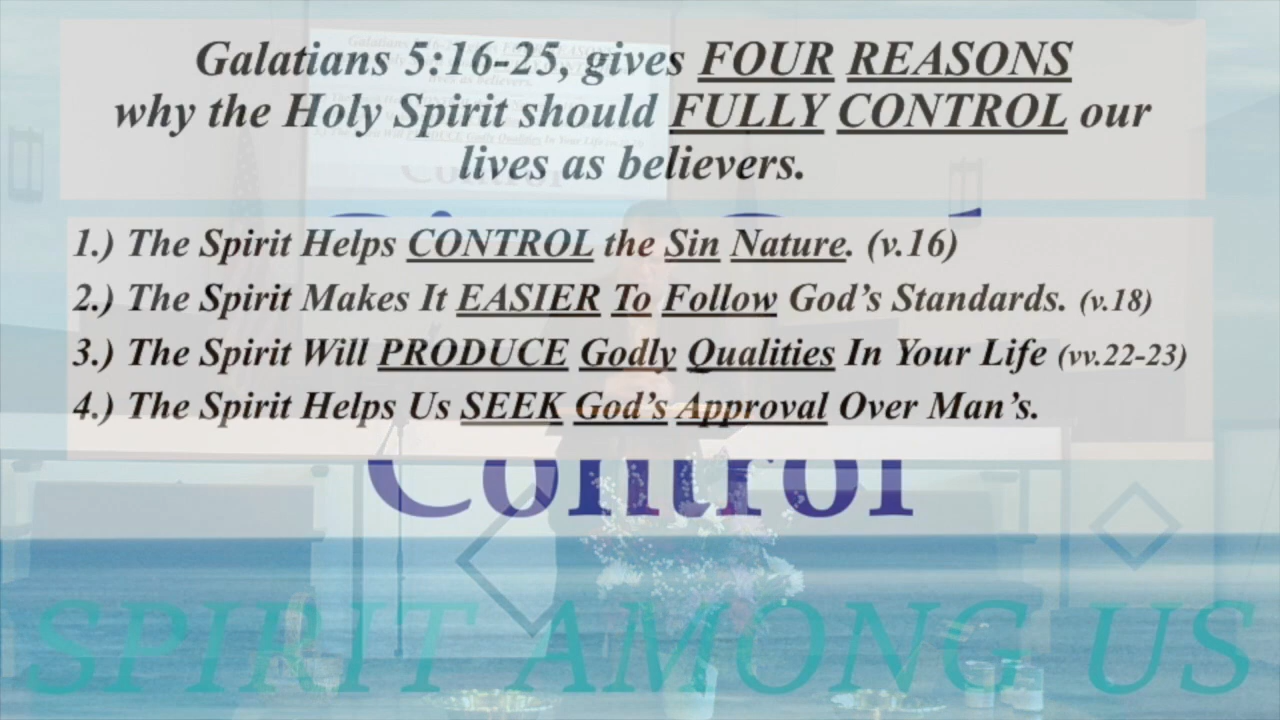 Galatians 5:16-25, gives FOUR REASONS
why the Holy Spirit should FULLY CONTROL our
lives as believers.
1.) The Spirit Helps CONTROL the Sin Nature. (v.16)
2.) The Spirit Makes It EASIER To Follow God’s Standards. (v.18)
3.) The Spirit Will PRODUCE Godly Qualities In Your Life (vv.22-23)
4.) The Spirit Helps Us SEEK God’s Approval Over Man’s.
Control
SPIRIT AMONG US